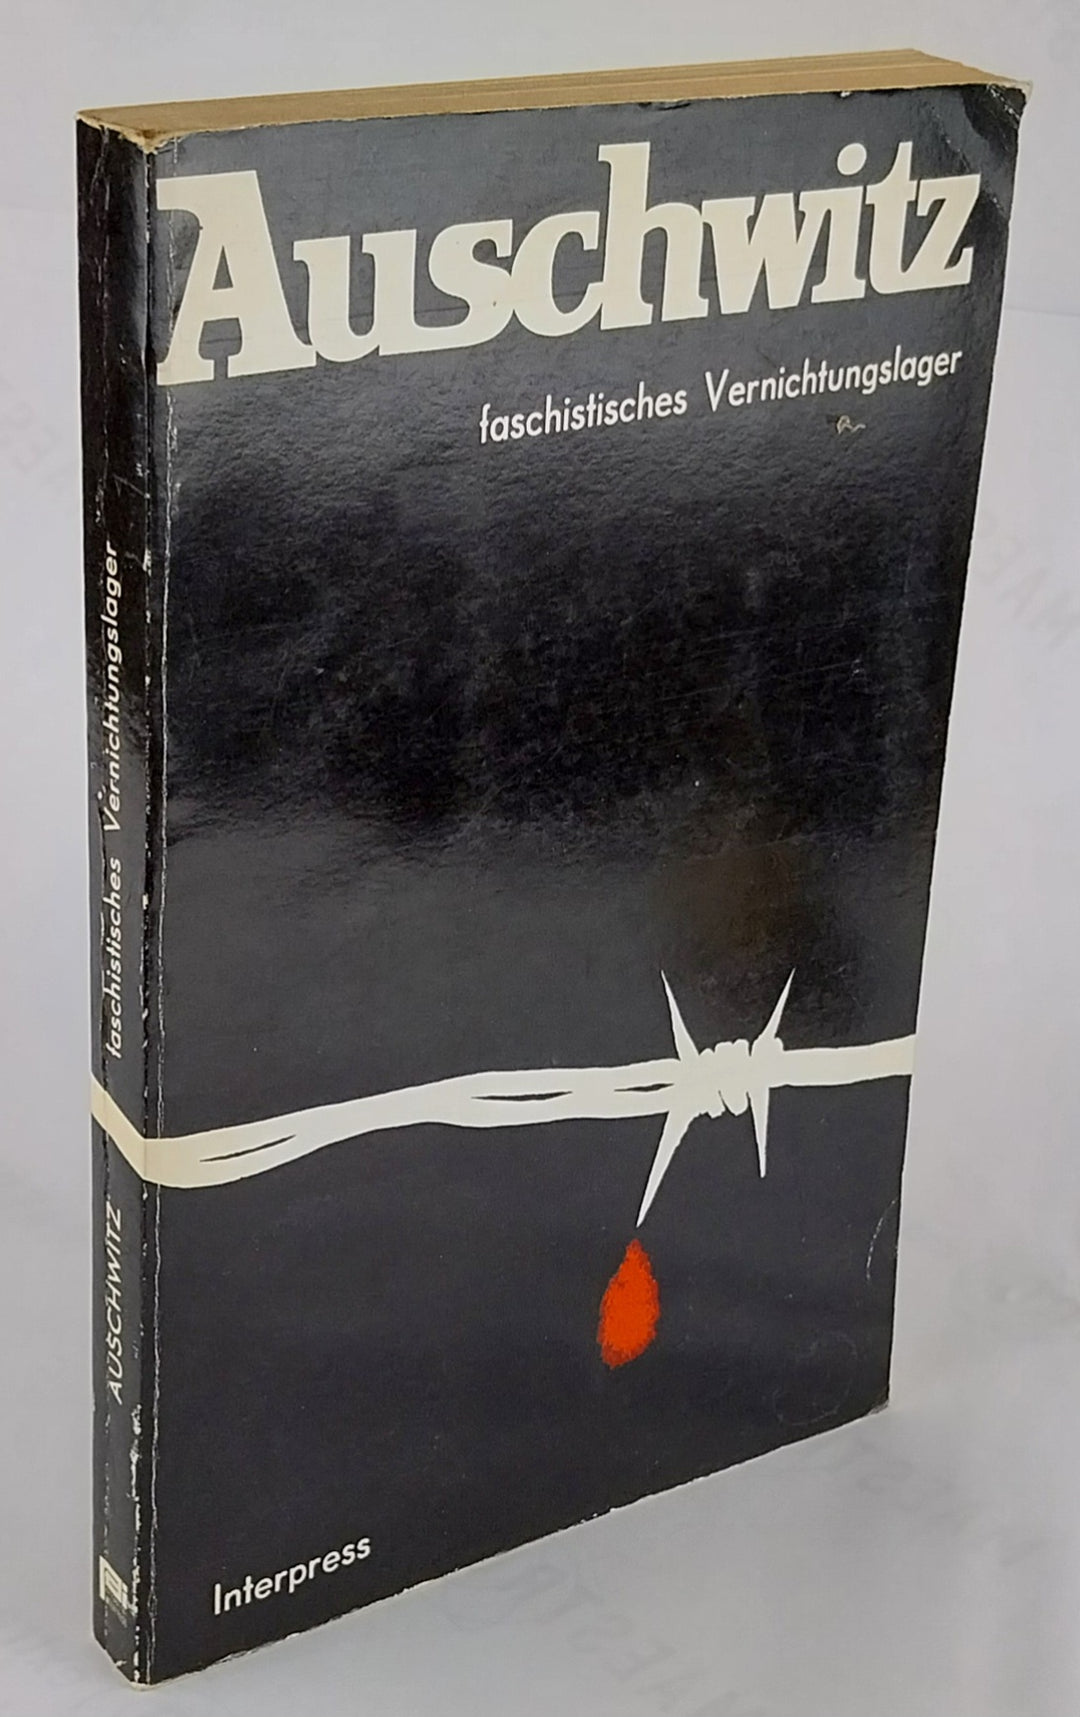 Auschwitz
faschistisches Vernichtungslager
Interpress
AUSCHWITZ faschistisches Vernichtungslager